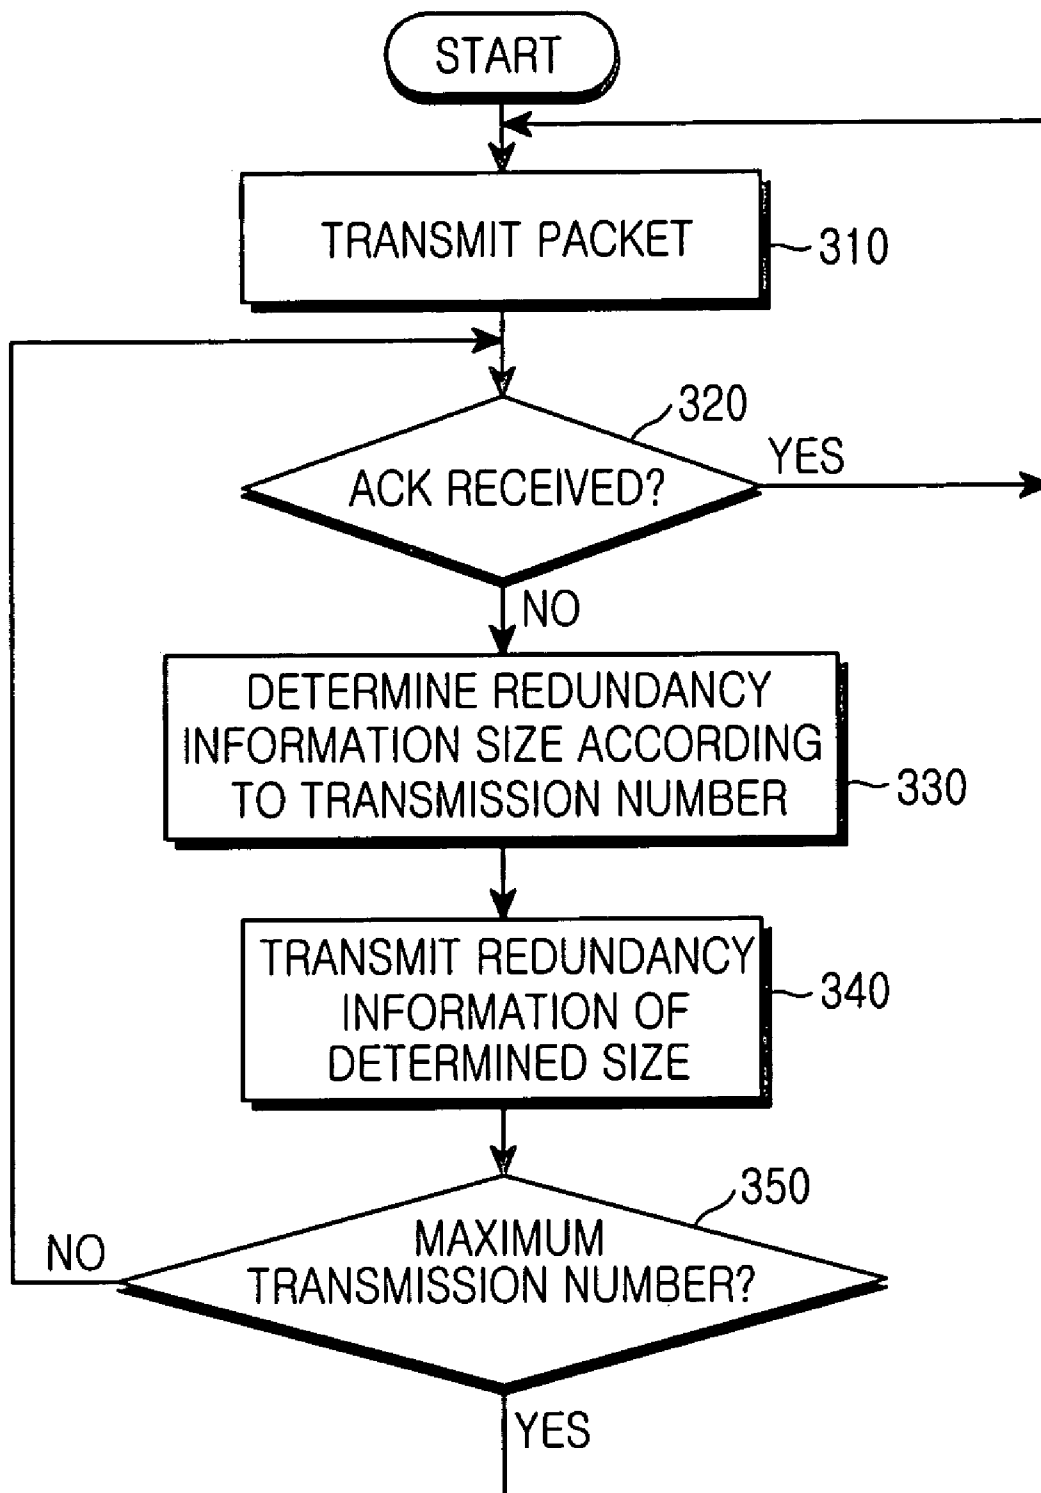 START
TRANSMIT PACKET
310
320
ACK RECEIVED?
YES
NO
DETERMINE REDUNDANCY
INFORMATION SIZE ACCORDING
TO TRANSMISSION NUMBER
330
TRANSMIT REDUNDANCY
INFORMATION OF
DETERMINED SIZE
340
350
MAXIMUM
TRANSMISSION NUMBER?
NO
YES